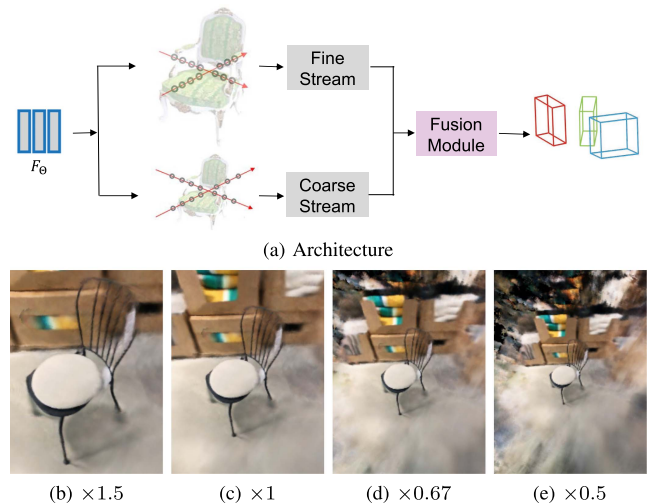 Fine
Stream
Fusion
Module
F_Θ
Coarse
Stream
(a) Architecture
(b) ×1.5
(c) ×1
(d) ×0.67
(e) ×0.5